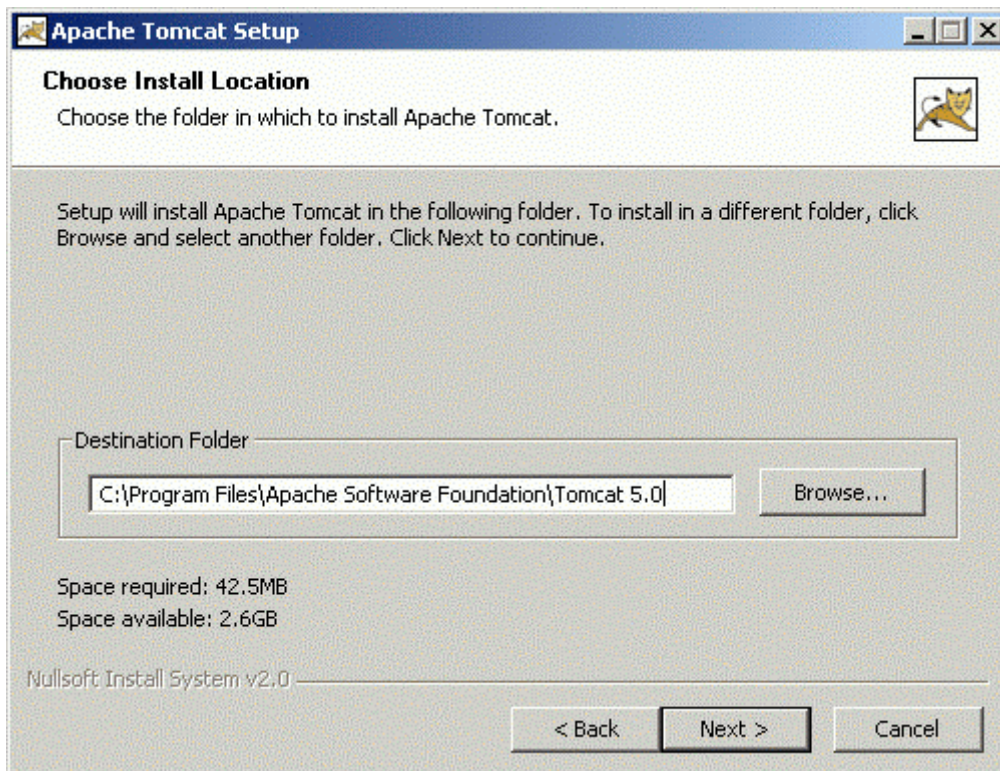 Apache Tomcat Setup
Choose Install Location
Choose the folder in which to install Apache Tomcat.
Setup will install Apache Tomcat in the following folder. To install in a different folder, click
Browse and select another folder. Click Next to continue.
Destination Folder
C:\Program Files\Apache Software Foundation\Tomcat 5.0
Browse...
Space required: 42.5MB
Space available: 2.6GB
Nullsoft Install System v2.0
< Back
Next >
Cancel